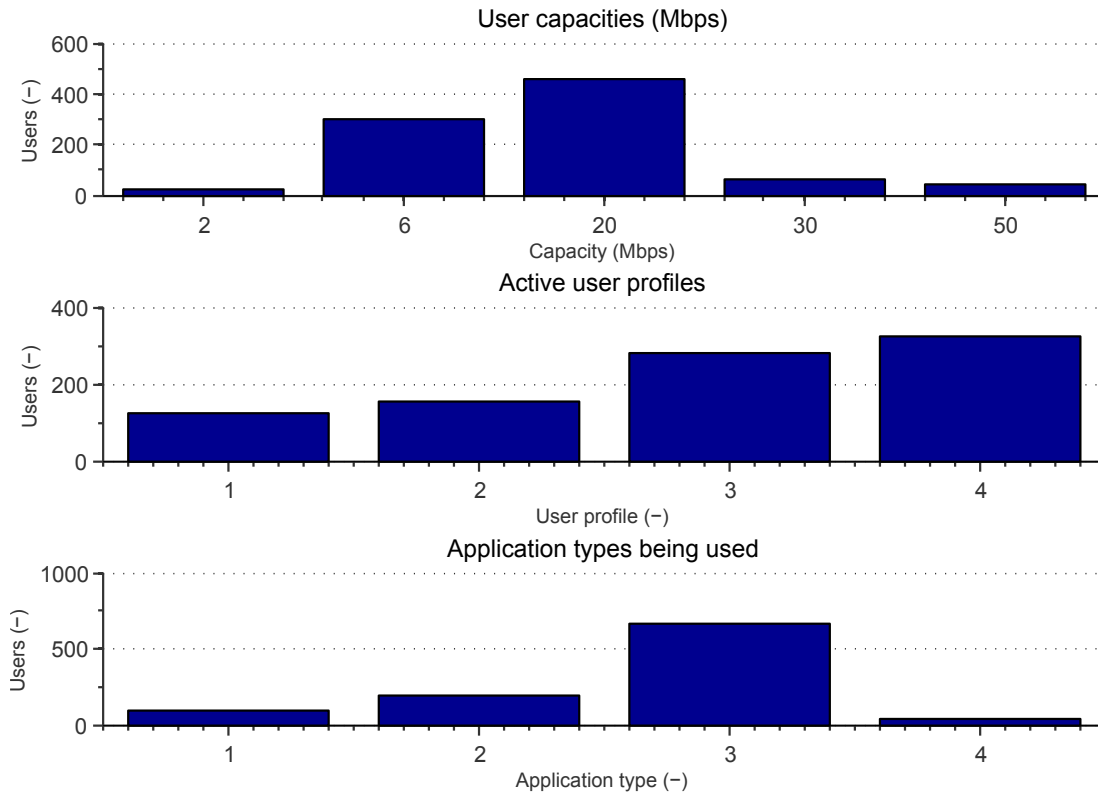 User capacities (Mbps)
600
400
200
0
Users (−)
2 6 20 30 50
Capacity (Mbps)
Active user profiles
400
200
0
Users (−)
1 2 3 4
User profile (−)
Application types being used
1000
500
0
Users (−)
1 2 3 4
Application type (−)